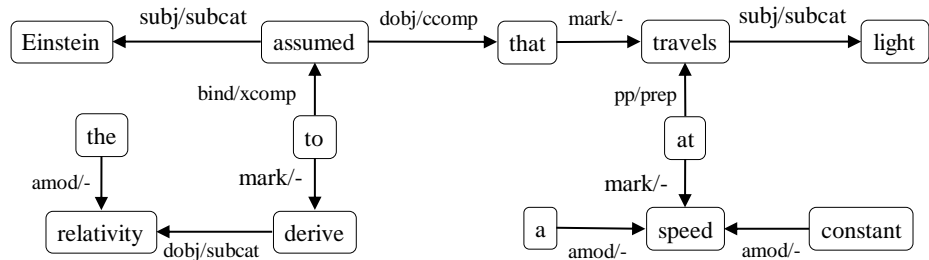 subj/subcat dobj/ccomp mark/- subj/subcat
Einstein assumed that travels light
bind/xcomp pp/prep
the to at
amod/- mark/- mark/-
relativity derive a speed constant
dobj/subcat amod/- amod/-